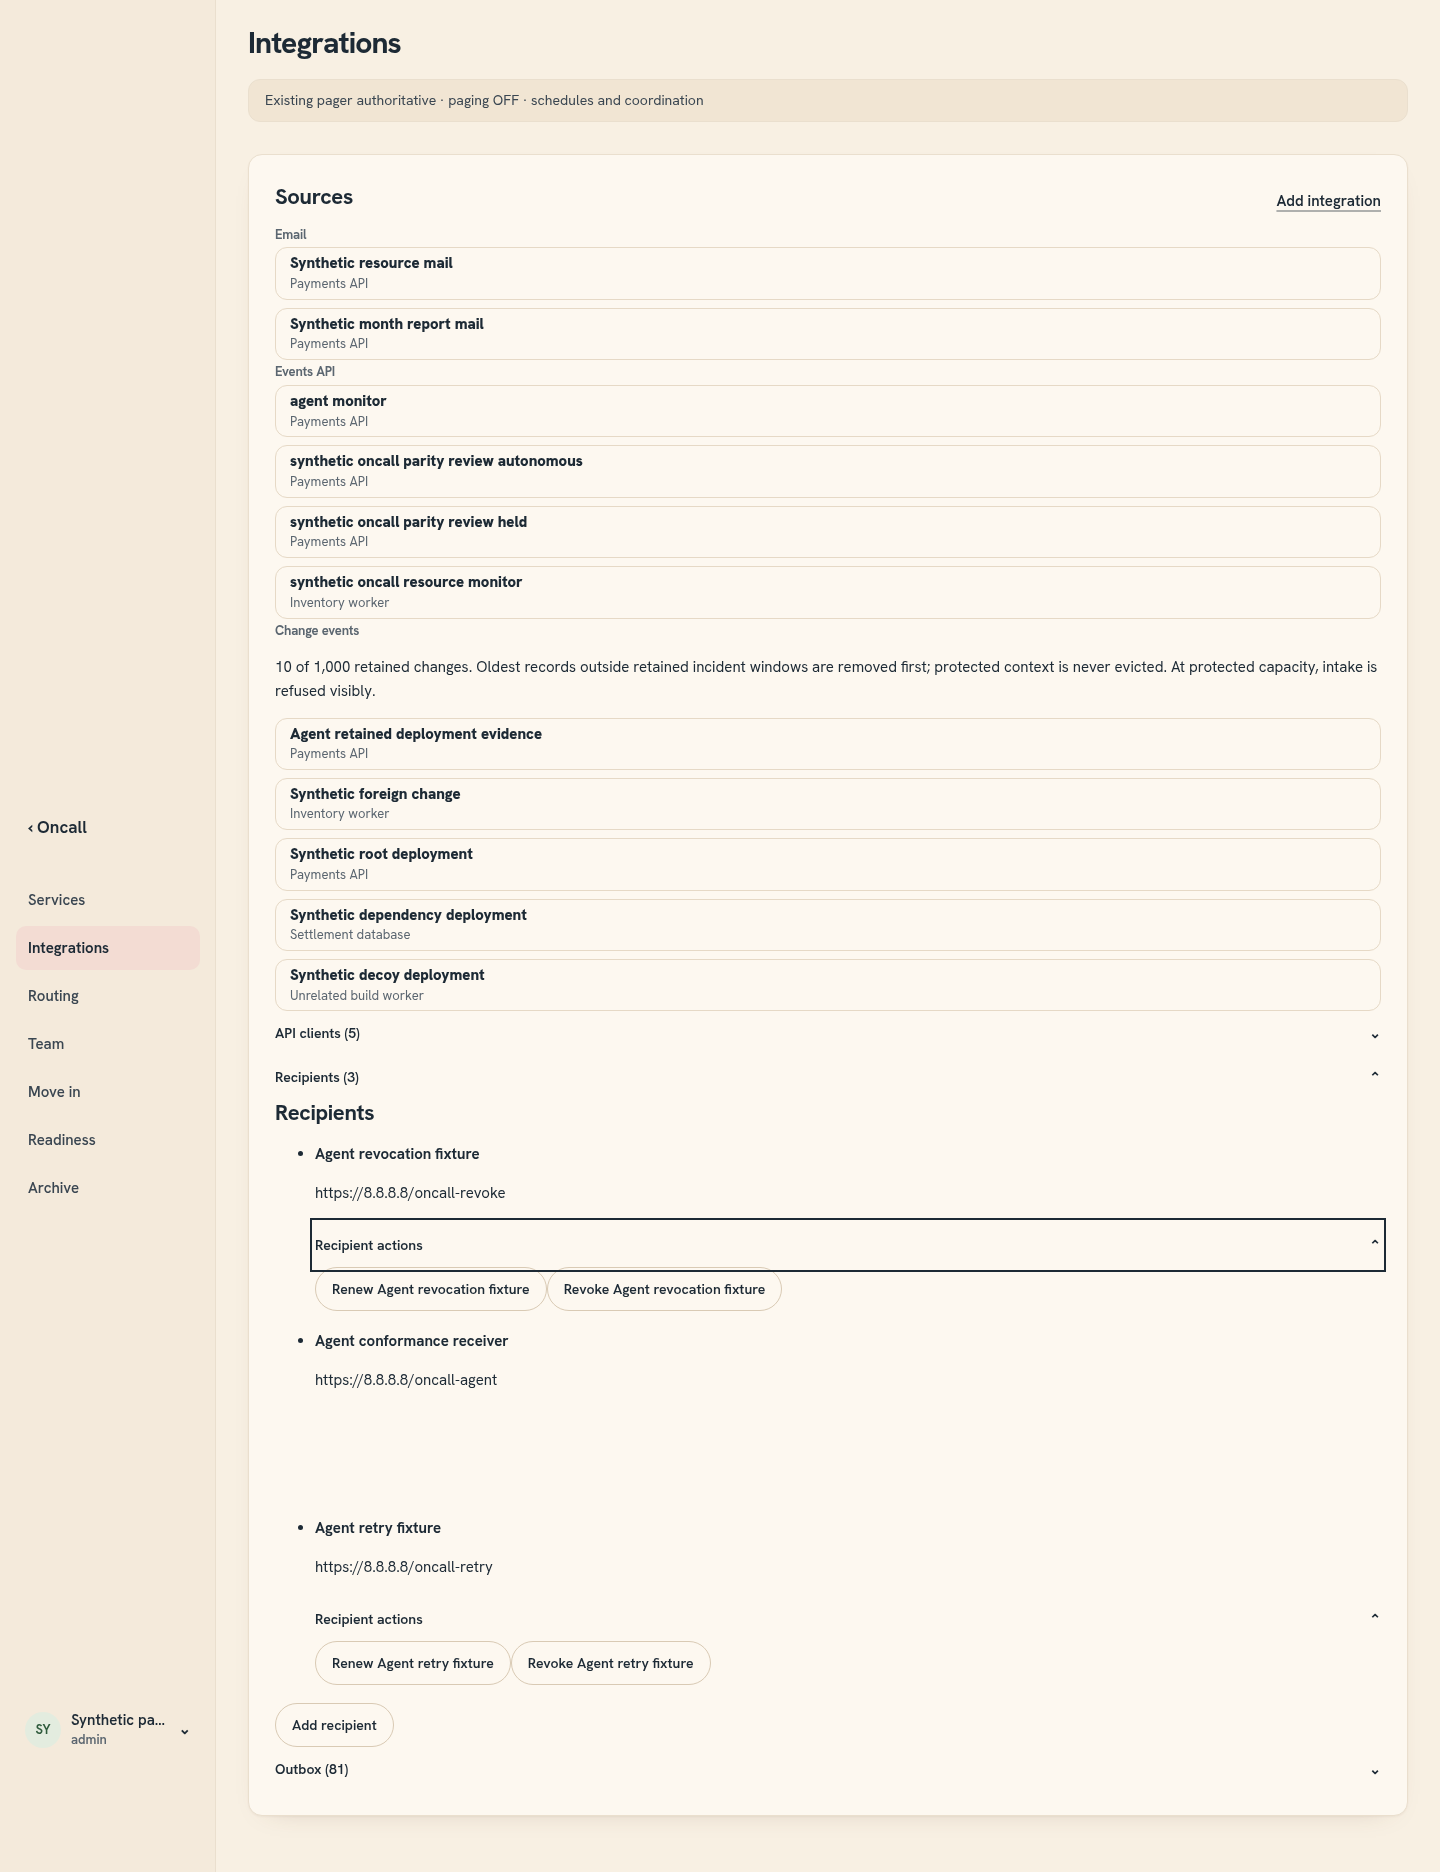 Integrations
Existing pager authoritative · paging OFF · schedules and coordination
Sources
Add integration
Email
Synthetic resource mail
Payments API
Synthetic month report mail
Payments API
Events API
agent monitor
Payments API
synthetic oncall parity review autonomous
Payments API
synthetic oncall parity review held
Payments API
synthetic oncall resource monitor
Inventory worker
Change events
10 of 1,000 retained changes. Oldest records outside retained incident windows are removed first; protected context is never evicted. At protected capacity, intake is
refused visibly.
Agent retained deployment evidence
Payments API
Synthetic foreign change
Inventory worker
Synthetic root deployment
Payments API
Synthetic dependency deployment
Settlement database
Synthetic decoy deployment
Unrelated build worker
API clients (5)
Recipients (3)
Recipients
Agent revocation fixture
https://8.8.8.8/oncall-revoke
Recipient actions
Renew Agent revocation fixture
Revoke Agent revocation fixture
Agent conformance receiver
https://8.8.8.8/oncall-agent
Agent retry fixture
https://8.8.8.8/oncall-retry
Recipient actions
Renew Agent retry fixture
Revoke Agent retry fixture
Add recipient
Outbox (81)
‹ Oncall
Services
Integrations
Routing
Team
Move in
Readiness
Archive
SY
Synthetic pa...
admin